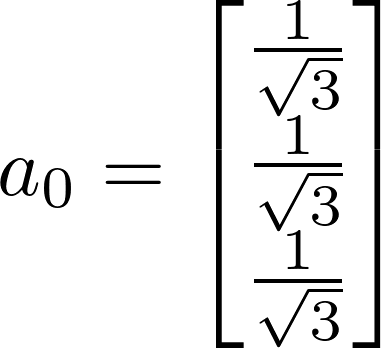 a_0 = \begin{bmatrix} \frac{1}{\sqrt{3}} \\ \frac{1}{\sqrt{3}} \\ \frac{1}{\sqrt{3}} \end{bmatrix}